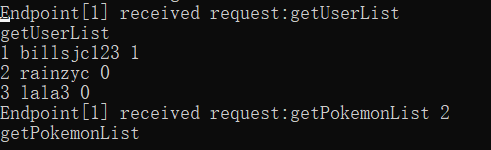 Endpoint[1] received request:getUserList
getUserList
1 billsjc123 1
2 rainzyc 0
3 lala3 0
Endpoint[1] received request:getPokemonList 2
getPokemonList